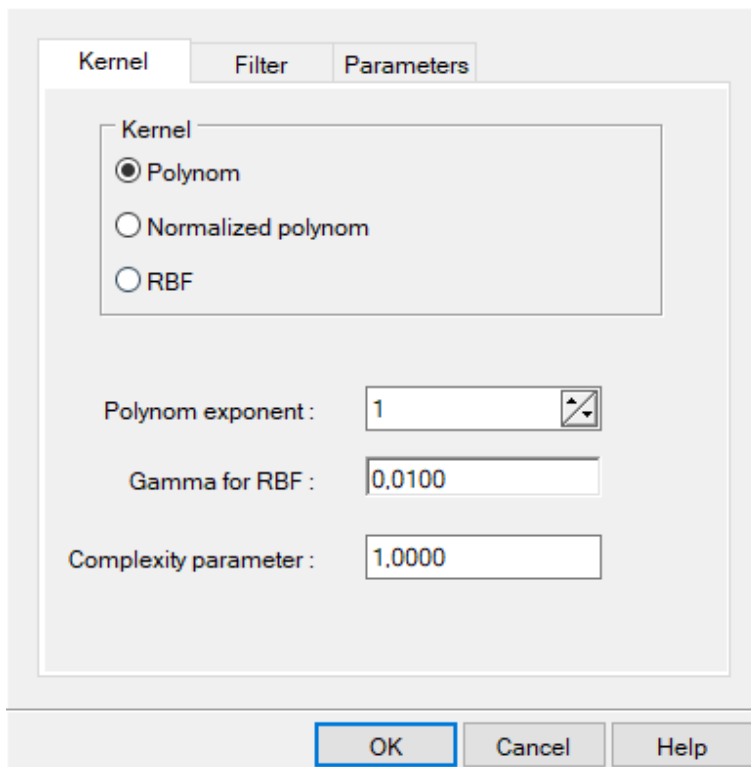 Kernel Filter Parameters
Kernel
Polynom
Normalized polynom
RBF
Polynom exponent : 1
Gamma for RBF : 0,0100
Complexity parameter : 1,0000
OK Cancel Help